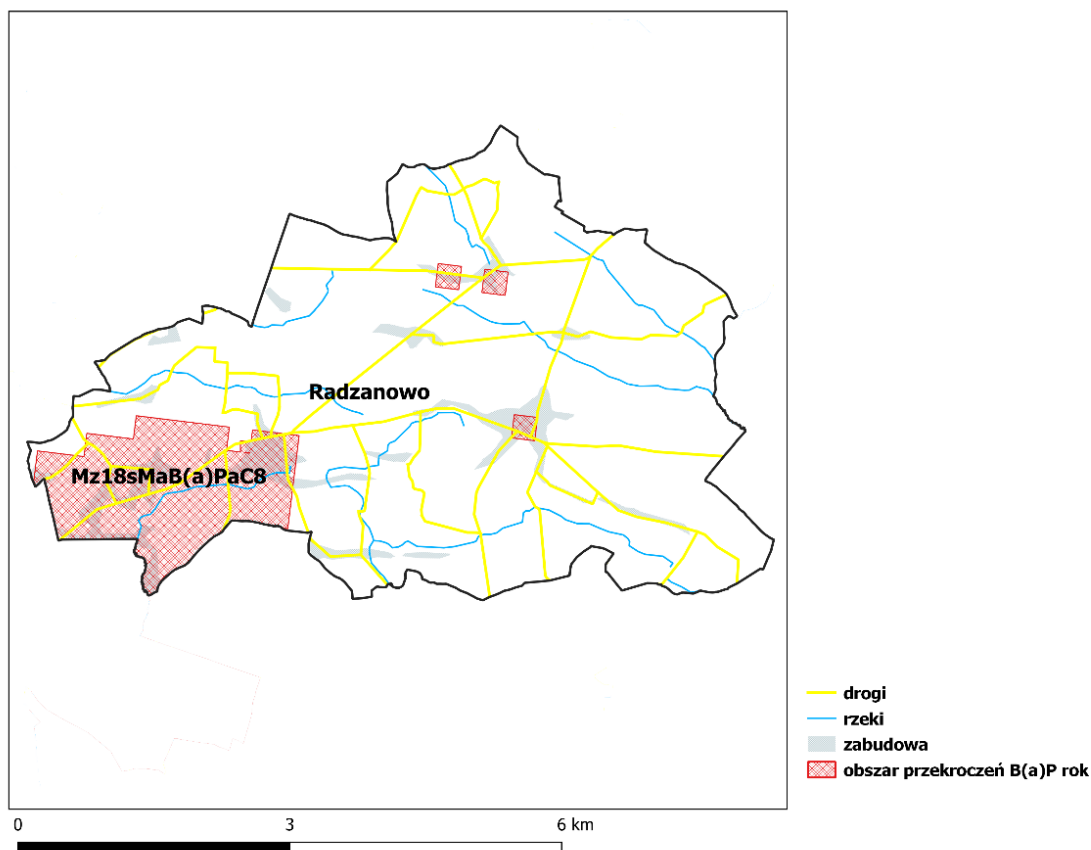 Radzanowo
Mz18sMaB(a)PaC8
drogi
rzeki
zabudowa
obszar przekroczeń B(a)P rok
0 3 6 km